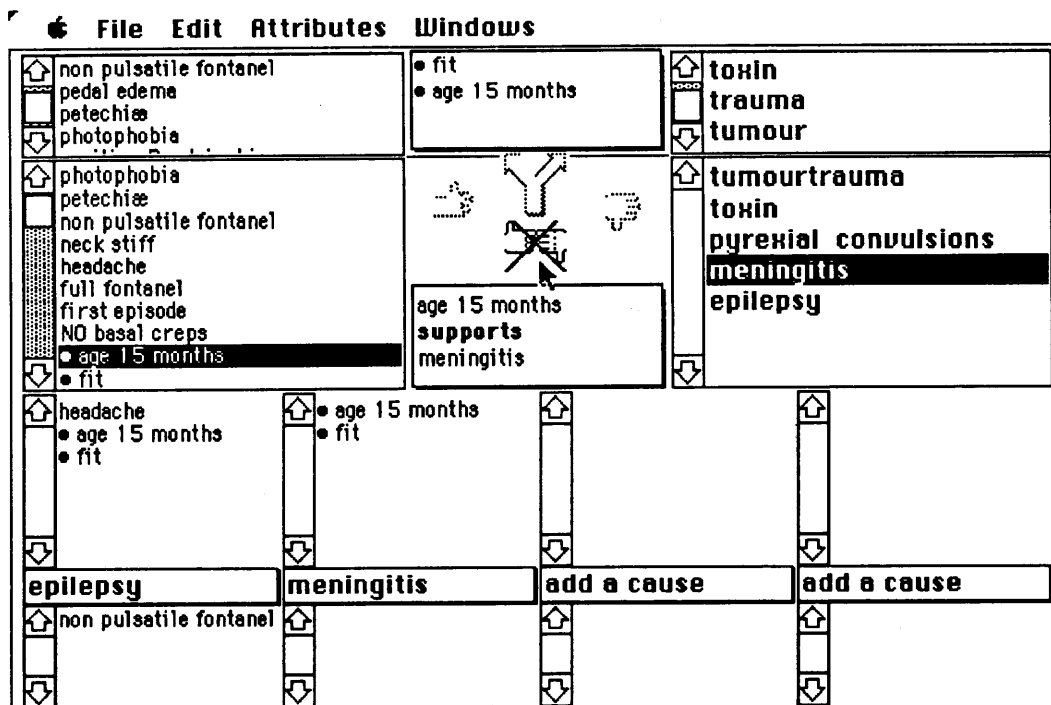 File Edit Attributes Windows
non pulsatile fontanel
pedal edema
petechiæ
photophobia
• fit
• age 15 months
toxin
trauma
tumour
photophobia
petechiæ
non pulsatile fontanel
neck stiff
headache
full fontanel
first episode
NO basal creps
• age 15 months
• fit
age 15 months
supports
meningitis
tumourtrauma
toxin
pyrexial convulsions
meningitis
epilepsy
headache
• age 15 months
• fit
• age 15 months
• fit
epilepsy
meningitis
add a cause
add a cause
non pulsatile fontanel